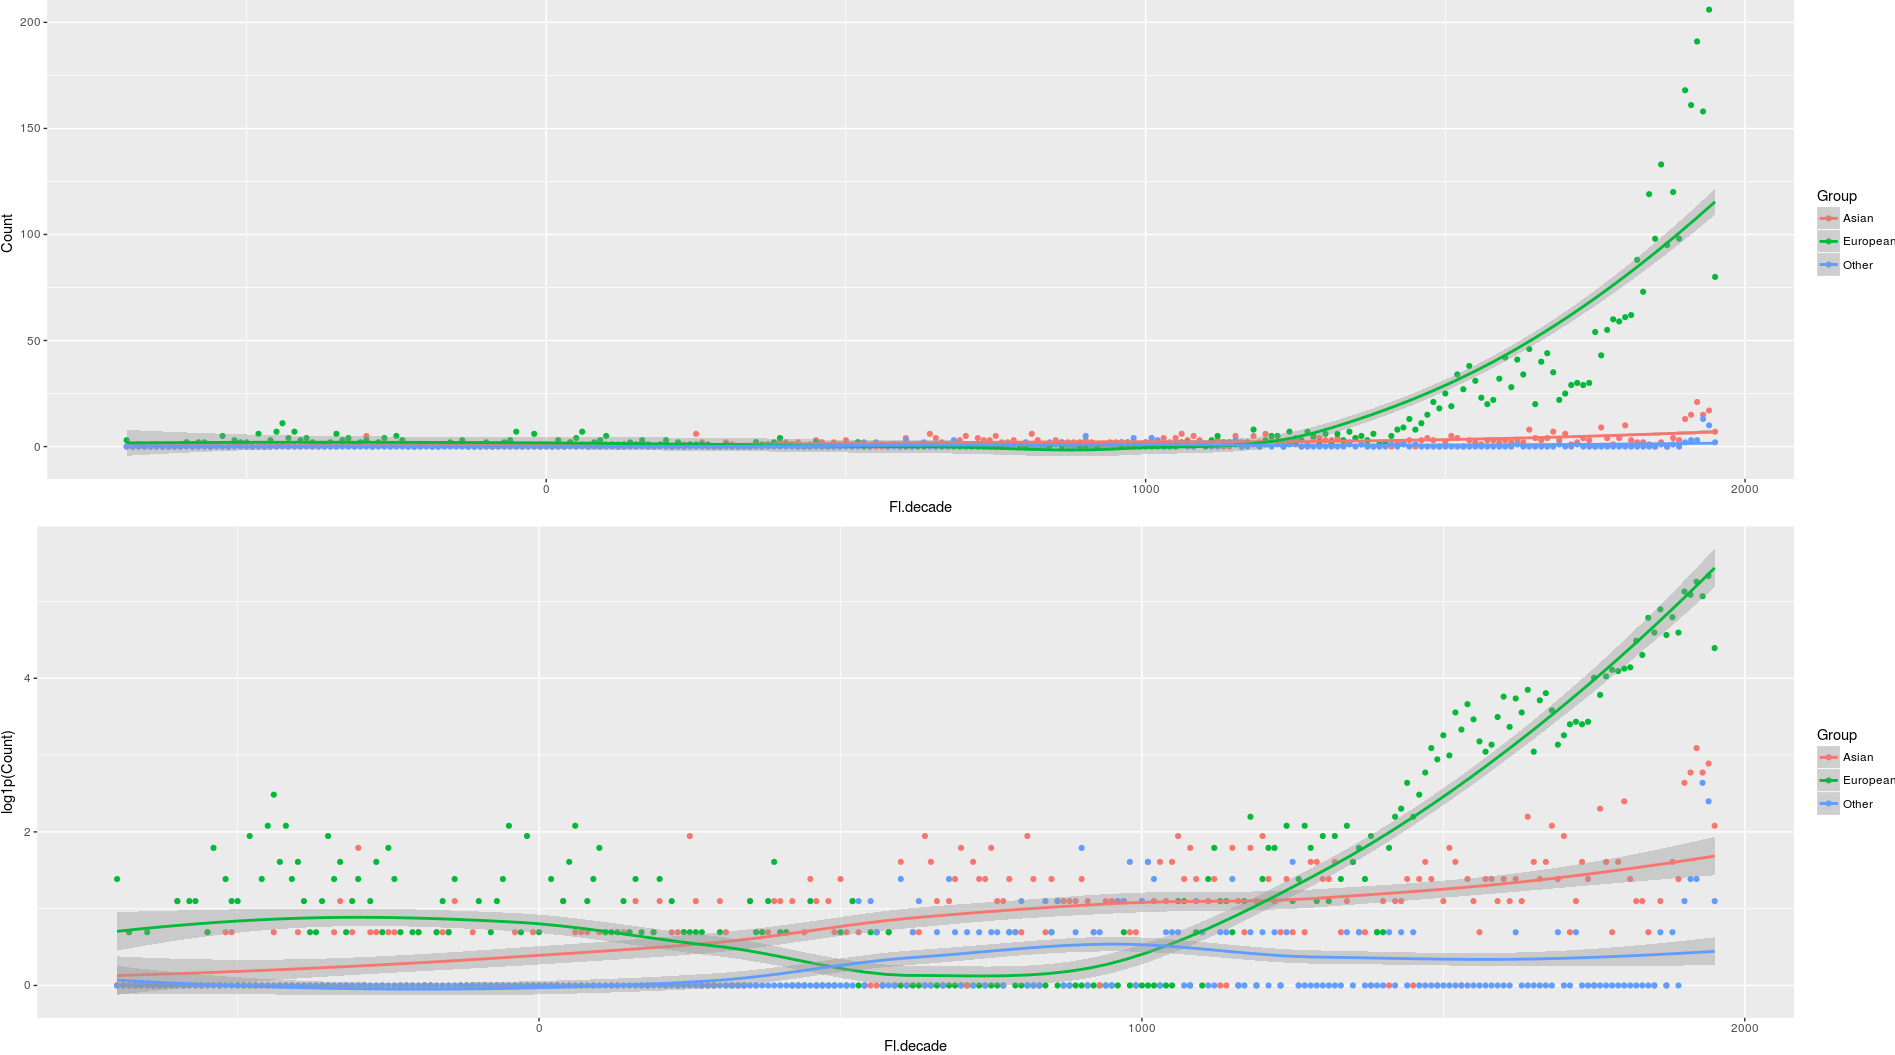 200
150
100
50
0
Count
0
1000
2000
Fl.decade
Group
Asian
European
Other
4
2
0
log1p(Count)
0
1000
2000
Fl.decade
Group
Asian
European
Other